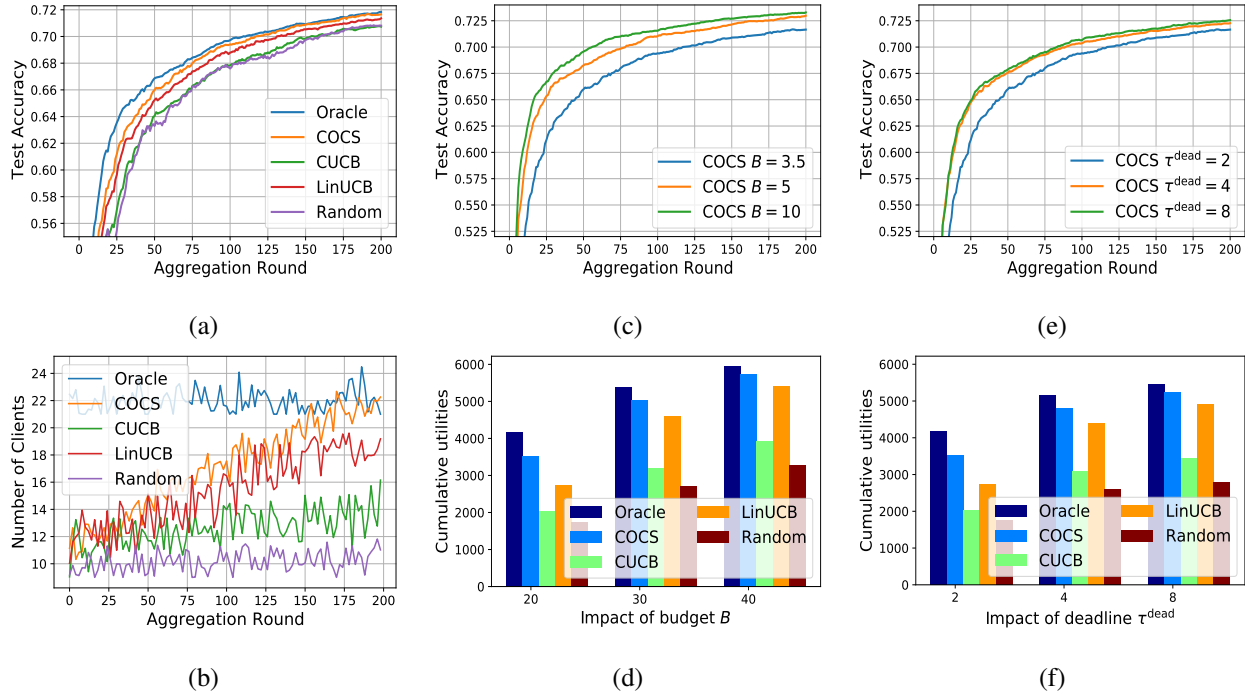 0.72
0.70
0.68
0.66
0.64
0.62
0.60
0.58
0.56
Test Accuracy
0 25 50 75 100 125 150 175 200
Aggregation Round
Oracle
COCS
CUCB
LinUCB
Random
(a)
0.725
0.700
0.675
0.650
0.625
0.600
0.575
0.550
0.525
Test Accuracy
0 25 50 75 100 125 150 175 200
Aggregation Round
COCS B = 3.5
COCS B = 5
COCS B = 10
(c)
0.725
0.700
0.675
0.650
0.625
0.600
0.575
0.550
0.525
Test Accuracy
0 25 50 75 100 125 150 175 200
Aggregation Round
COCS τ^dead = 2
COCS τ^dead = 4
COCS τ^dead = 8
(e)
24
22
20
18
16
14
12
10
Number of Clients
0 25 50 75 100 125 150 175 200
Aggregation Round
Oracle
COCS
CUCB
LinUCB
Random
(b)
6000
5000
4000
3000
2000
1000
0
Cumulative utilities
20 30 40
Impact of budget B
Oracle
COCS
CUCB
LinUCB
Random
(d)
6000
5000
4000
3000
2000
1000
0
Cumulative utilities
2 4 8
Impact of deadline τ^dead
Oracle
COCS
CUCB
LinUCB
Random
(f)